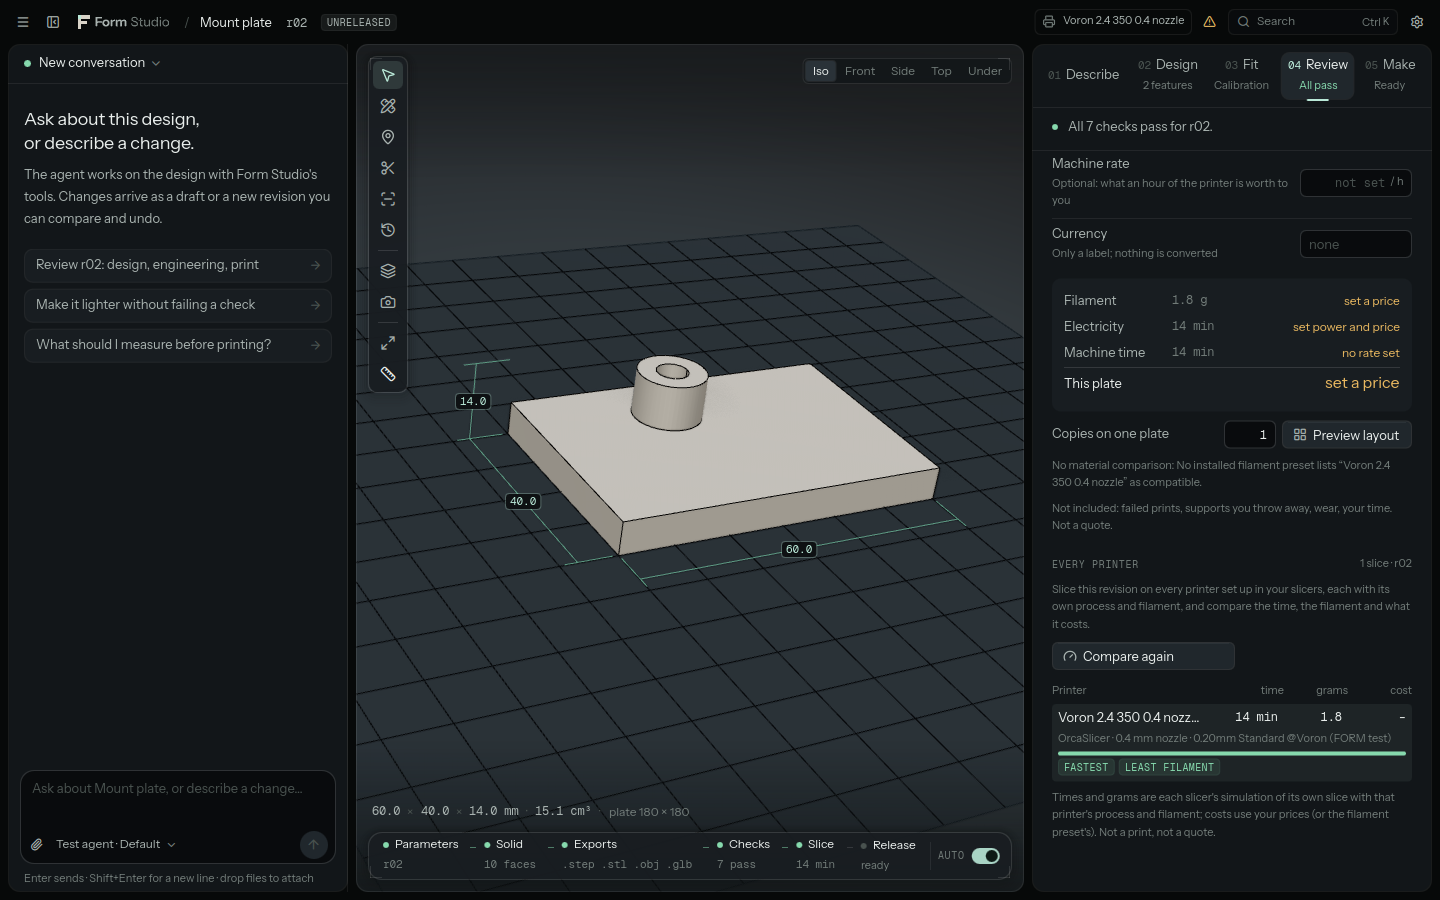 Form Studio / Mount plate r02 UNRELEASED
Voron 2.4 350 0.4 nozzle
Search Ctrl K
New conversation
Ask about this design,
or describe a change.
The agent works on the design with Form Studio's
tools. Changes arrive as a draft or a new revision you
can compare and undo.
Review r02: design, engineering, print
Make it lighter without failing a check
What should I measure before printing?
Ask about Mount plate, or describe a change...
Test agent · Default
Enter sends · Shift+Enter for a new line · drop files to attach
Iso Front Side Top Under
14.0
40.0
60.0
60.0 × 40.0 × 14.0 mm · 15.1 cm³ · plate 180 × 180
Parameters
r02
Solid
10 faces
Exports
.step .stl .obj .glb
Checks
7 pass
Slice
14 min
Release
ready
AUTO
01 Describe
02 Design
2 features
03 Fit
Calibration
04 Review
All pass
05 Make
Ready
All 7 checks pass for r02.
Machine rate
Optional: what an hour of the printer is worth to
you
not set / h
Currency
Only a label; nothing is converted
none
Filament 1.8 g set a price
Electricity 14 min set power and price
Machine time 14 min no rate set
This plate set a price
Copies on one plate 1 Preview layout
No material comparison: No installed filament preset lists “Voron 2.4
350 0.4 nozzle” as compatible.
Not included: failed prints, supports you throw away, wear, your time.
Not a quote.
EVERY PRINTER 1 slice · r02
Slice this revision on every printer set up in your slicers, each with its
own process and filament, and compare the time, the filament and what
it costs.
Compare again
Printer time grams cost
Voron 2.4 350 0.4 nozz... 14 min 1.8 –
OrcaSlicer · 0.4 mm nozzle · 0.20mm Standard @Voron (FORM test)
FASTEST LEAST FILAMENT
Times and grams are each slicer's simulation of its own slice with that
printer's process and filament; costs use your prices (or the filament
preset's). Not a print, not a quote.